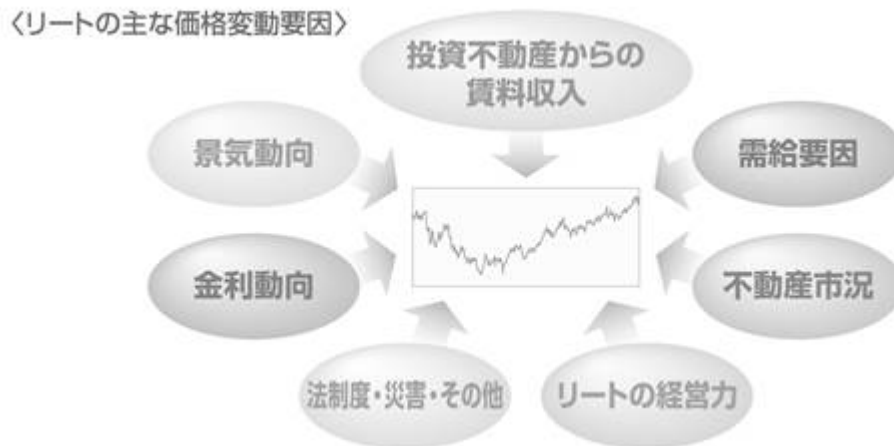 〈リートの主な価格変動要因〉
投資不動産からの
賃料収入
景気動向
需給要因
金利動向
不動産市況
法制度・災害・その他
リートの経営力